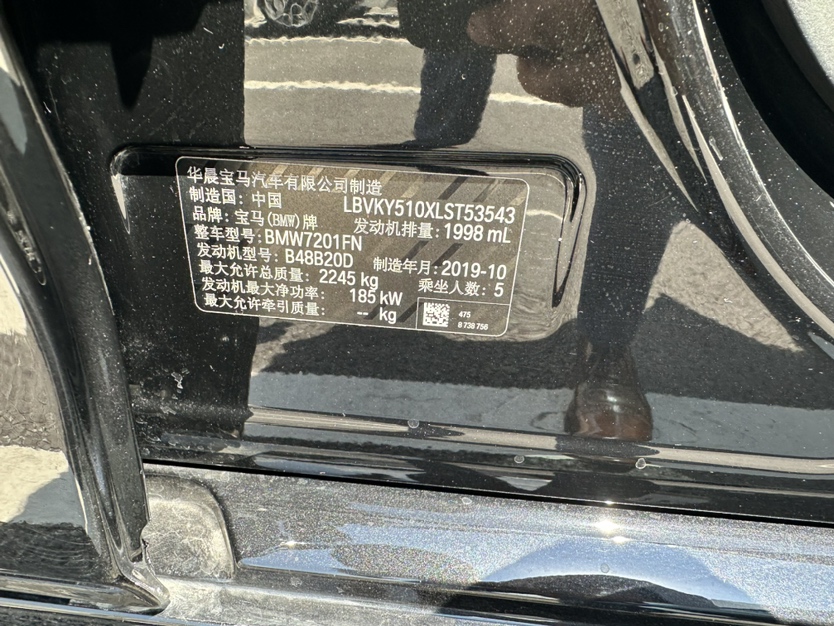 华晨宝马汽车有限公司制造
制造国: 中国 LBVKY510XLST53543
品牌: 宝马(BMW)牌 发动机排量: 1998 mL
整车型号: BMW7201FN
发动机型号: B48B20D 制造年月: 2019-10
最大允许总质量: 2245 kg 乘坐人数: 5
发动机最大净功率: 185 kW
最大允许牵引质量: -- kg
475
8 738 756